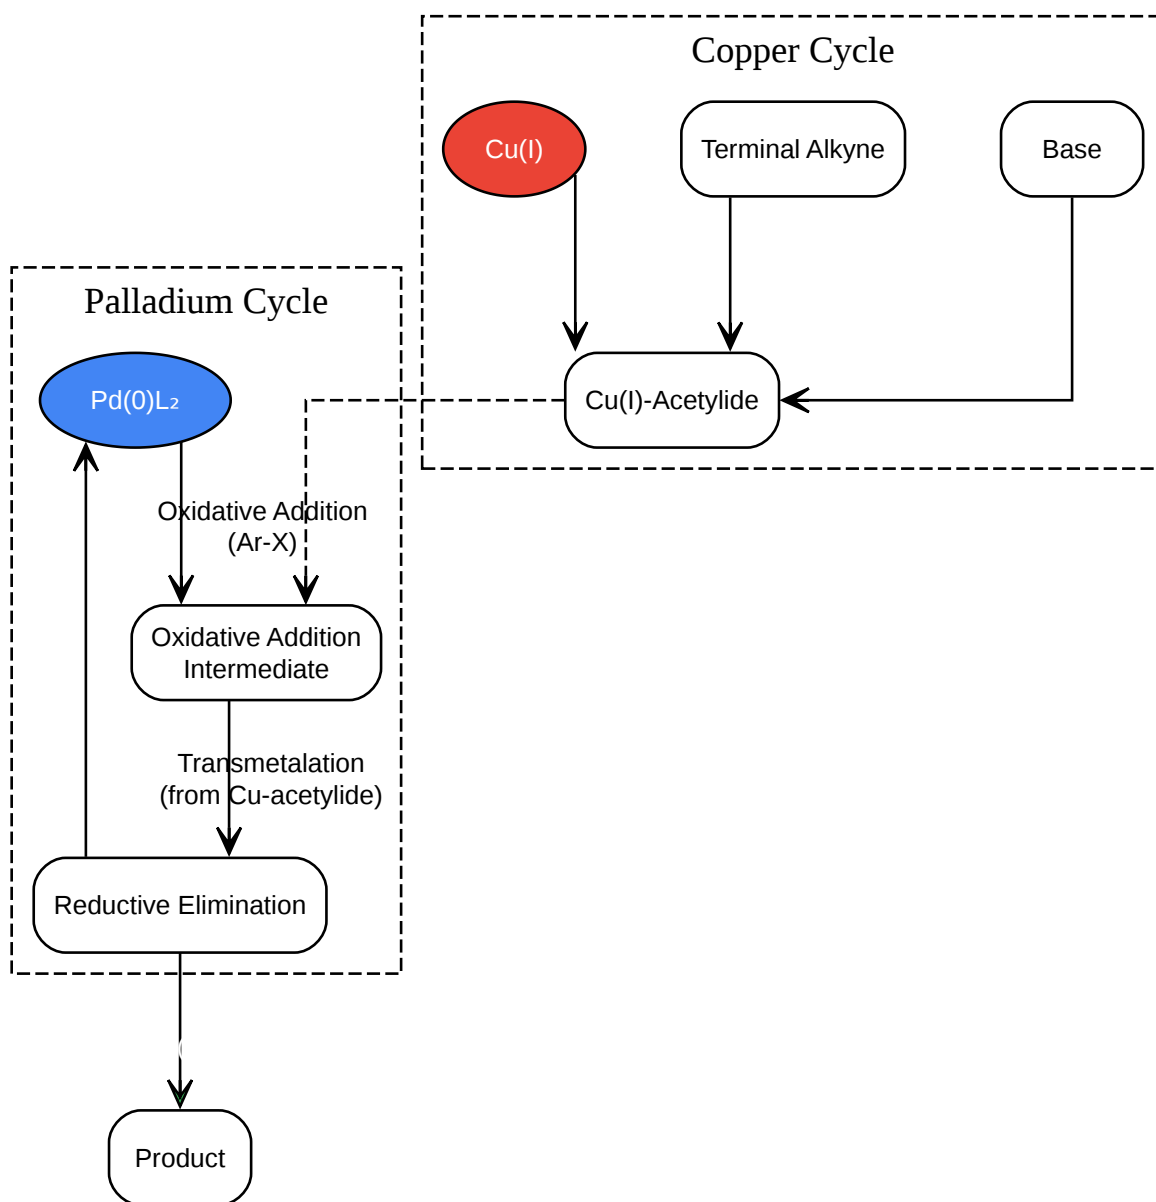 Copper Cycle
Cu(I)
Terminal Alkyne
Base
Palladium Cycle
Pd(0)L₂
Cu(I)-Acetylide
Oxidative Addition
(Ar-X)
Oxidative Addition
Intermediate
Transmetalation
(from Cu-acetylide)
Reductive Elimination
Product